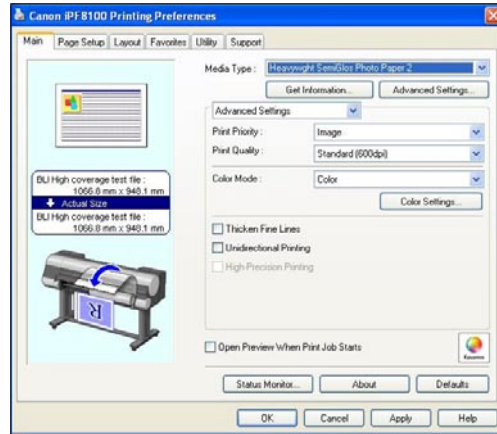 Canon iPF8100 Printing Preferences
Main Page Setup Layout Favorites Utility Support
Media Type : Heavywght SemiGlos Photo Paper 2
Get Information... Advanced Settings...
Advanced Settings
Print Priority : Image
Print Quality : Standard (600dpi)
Color Mode : Color
Color Settings...
BLI High coverage test file :
1066.8 mm x 948.1 mm
Actual Size
BLI High coverage test file :
1066.8 mm x 948.1 mm
R
Thicken Fine Lines
Unidirectional Printing
High Precision Printing
Open Preview When Print Job Starts
Status Monitor... About Defaults
OK Cancel Apply Help